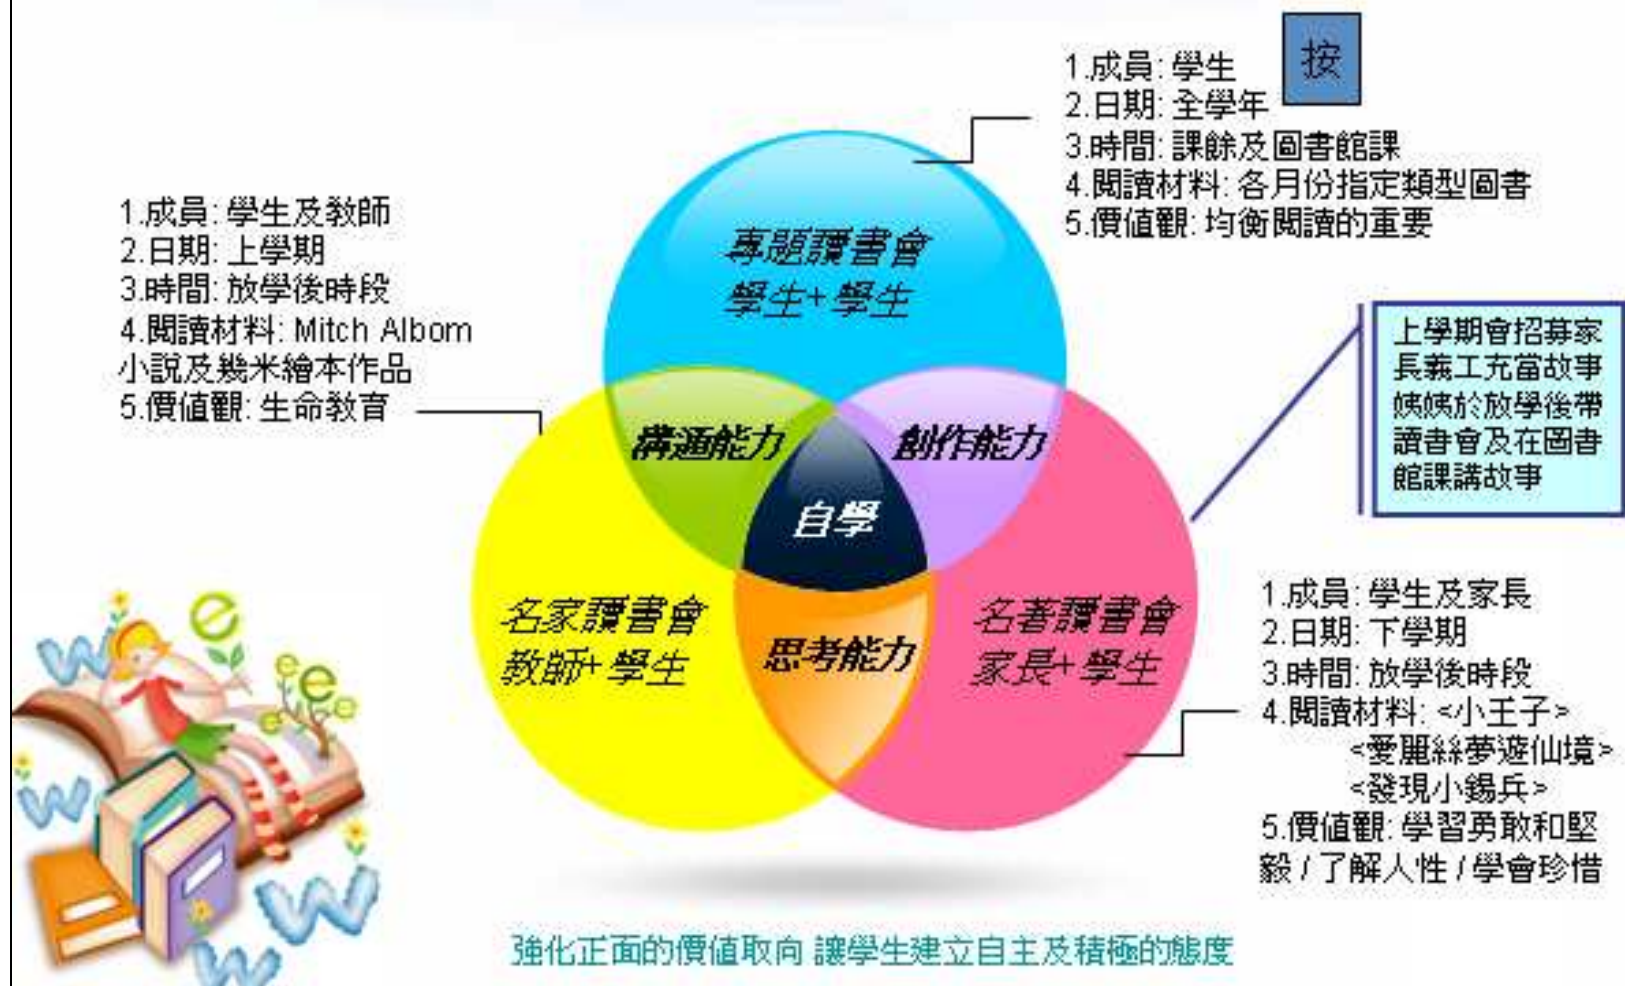 按
1.成員: 學生
2.日期: 全學年
3.時間: 課餘及圖書館課
4.閱讀材料: 各月份指定類型圖書
5.價值觀: 均衡閱讀的重要
1.成員: 學生及教師
2.日期: 上學期
3.時間: 放學後時段
4.閱讀材料: Mitch Albom
小說及幾米繪本作品
5.價值觀: 生命教育
專題讀書會
學生+學生
上學期會招募家
長義工充當故事
姨姨於放學後帶
讀書會及在圖書
館課講故事
溝通能力
創作能力
自學
名家讀書會
教師+學生
思考能力
名著讀書會
家長+學生
1.成員: 學生及家長
2.日期: 下學期
3.時間: 放學後時段
4.閱讀材料: <小王子>
<愛麗絲夢遊仙境>
<發現小錫兵>
5.價值觀: 學習勇敢和堅
毅 / 了解人性 / 學會珍惜
強化正面的價值取向 讓學生建立自主及積極的態度